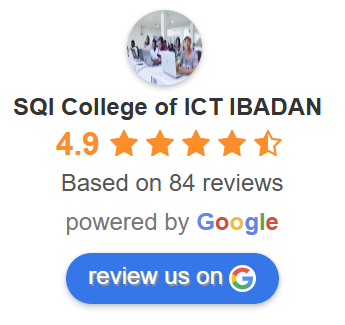 SQI College of ICT IBADAN
4.9
Based on 84 reviews
powered by Google
review us on G